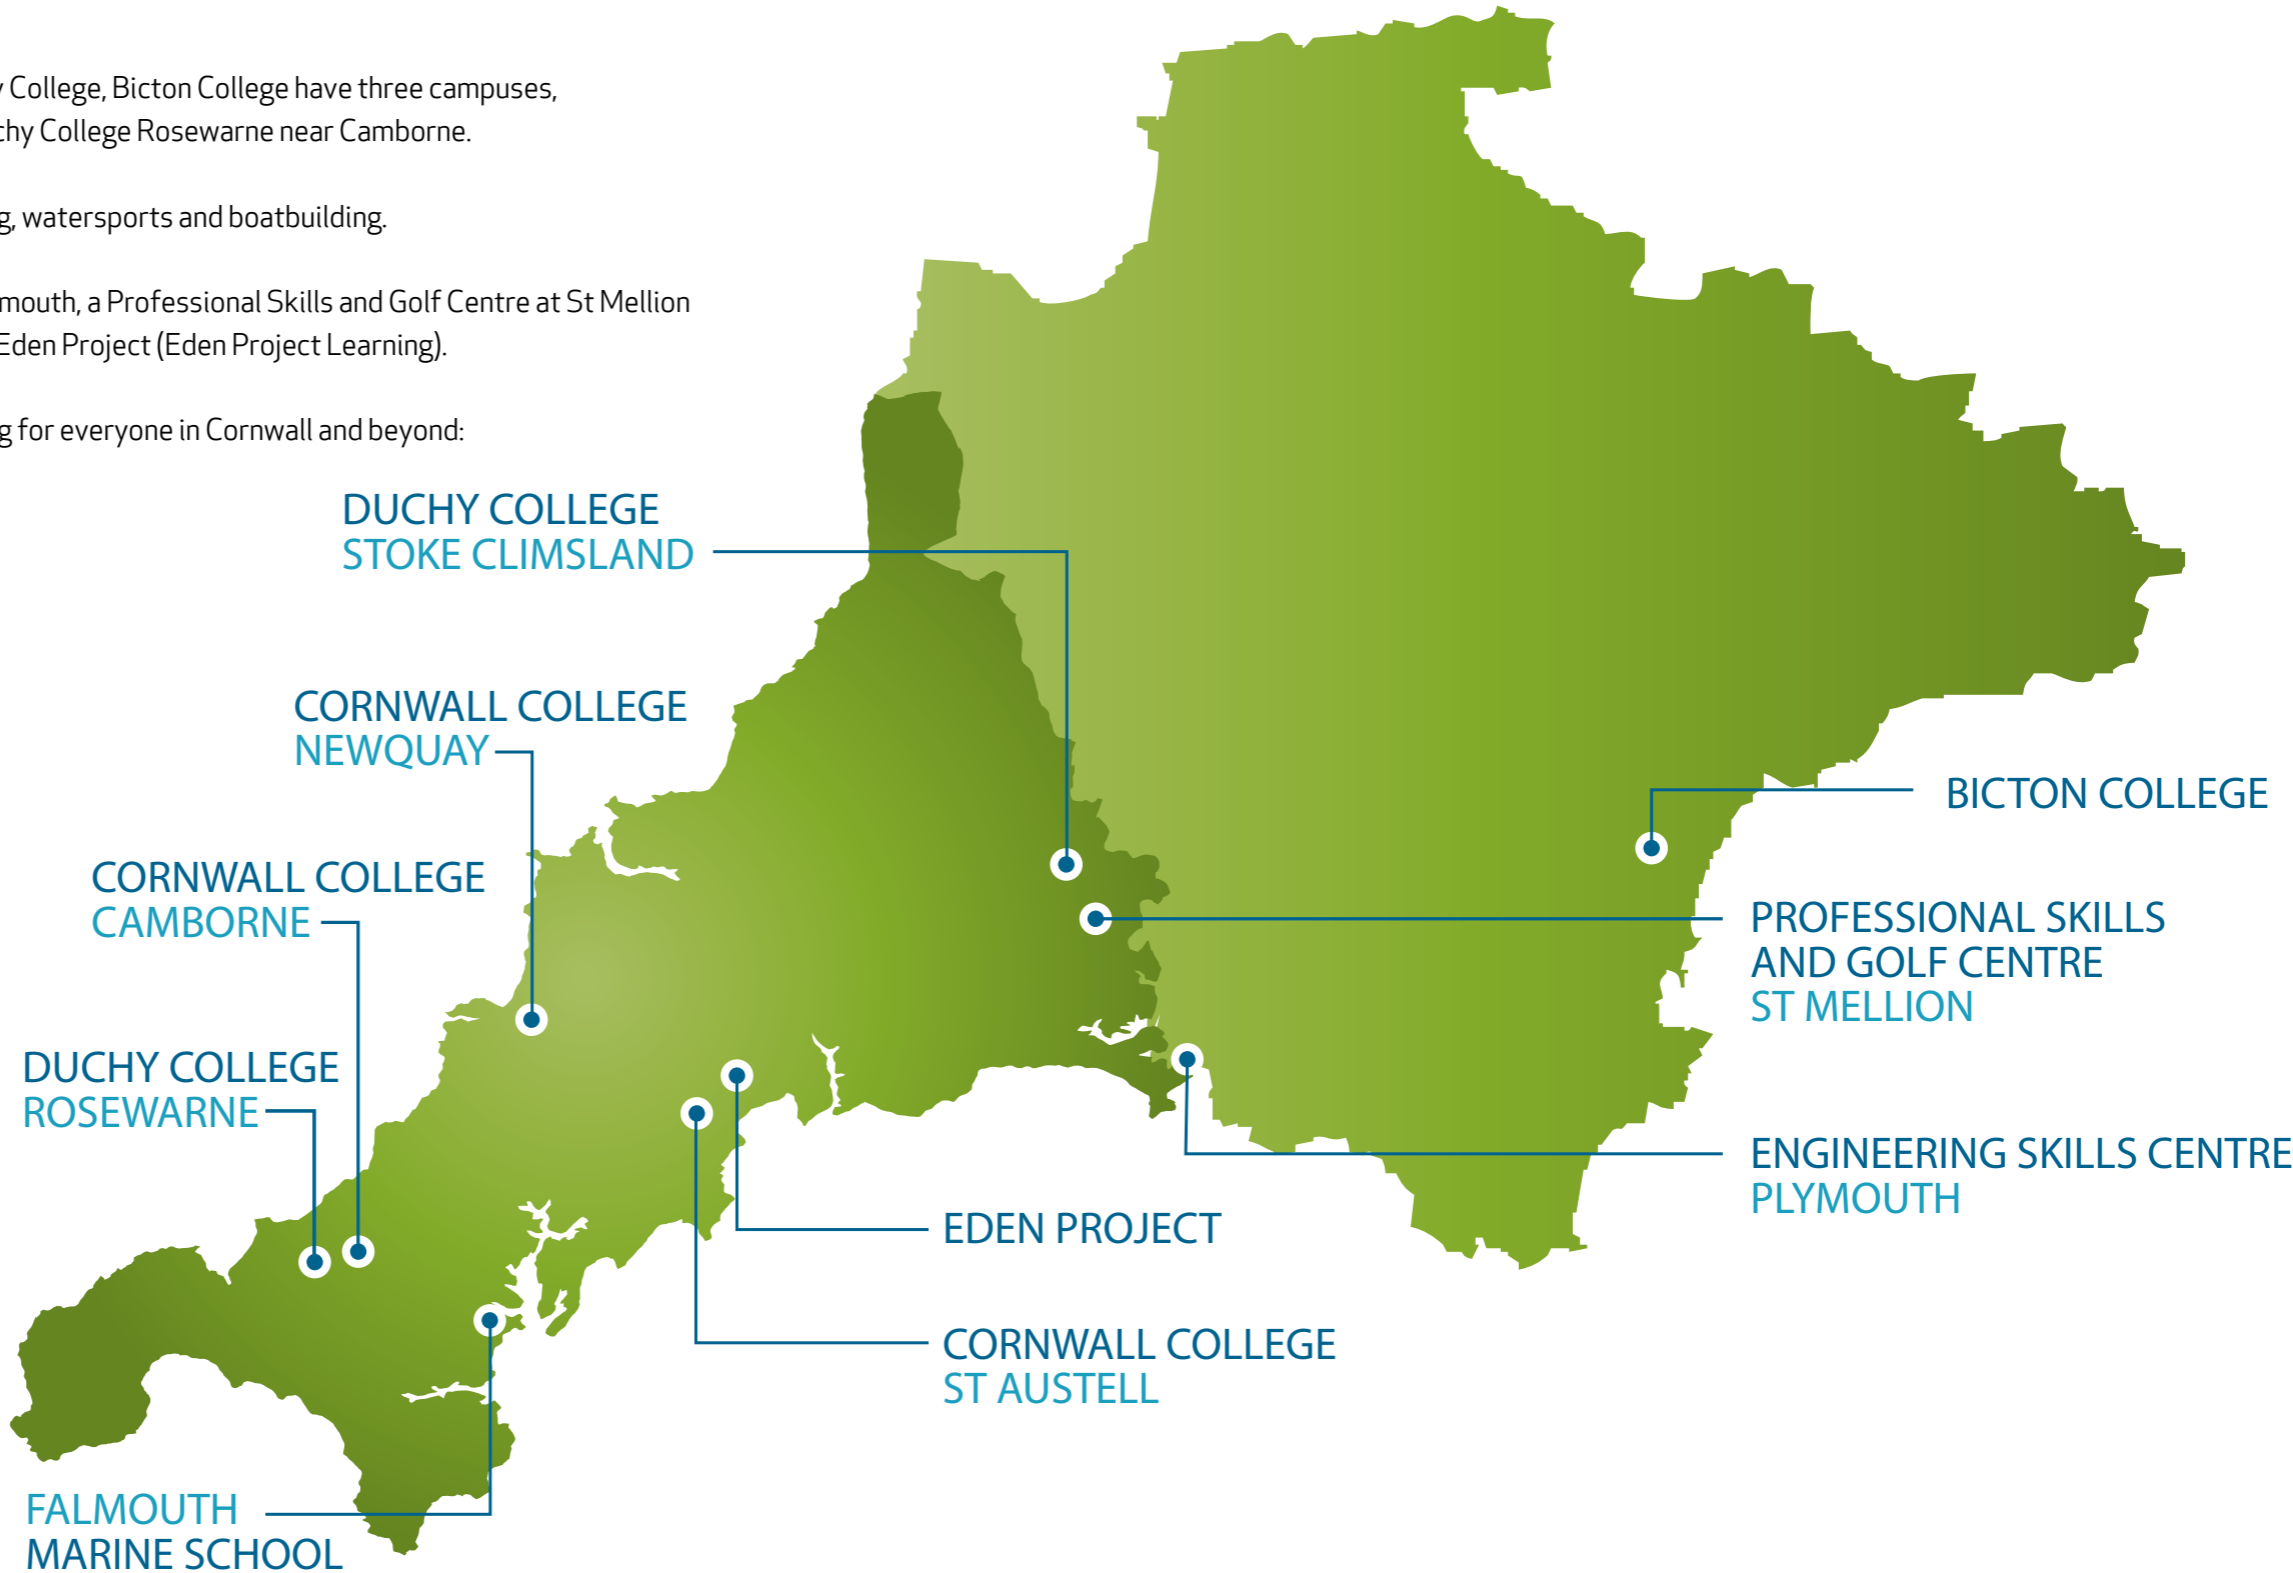 y College, Bicton College have three campuses,
chy College Rosewarne near Camborne.
g, watersports and boatbuilding.
mouth, a Professional Skills and Golf Centre at St Mellion
Eden Project (Eden Project Learning).
g for everyone in Cornwall and beyond:
DUCHY COLLEGE
STOKE CLIMSLAND
CORNWALL COLLEGE
NEWQUAY
BICTON COLLEGE
CORNWALL COLLEGE
CAMBORNE
PROFESSIONAL SKILLS
AND GOLF CENTRE
ST MELLION
DUCHY COLLEGE
ROSEWARNE
ENGINEERING SKILLS CENTRE
PLYMOUTH
EDEN PROJECT
CORNWALL COLLEGE
ST AUSTELL
FALMOUTH
MARINE SCHOOL